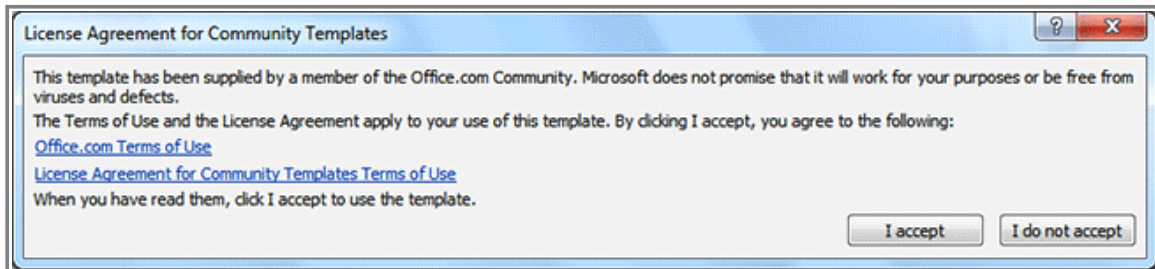 License Agreement for Community Templates
?
This template has been supplied by a member of the Office.com Community. Microsoft does not promise that it will work for your purposes or be free from
viruses and defects.
The Terms of Use and the License Agreement apply to your use of this template. By clicking I accept, you agree to the following:
Office.com Terms of Use
License Agreement for Community Templates Terms of Use
When you have read them, click I accept to use the template.
I accept I do not accept